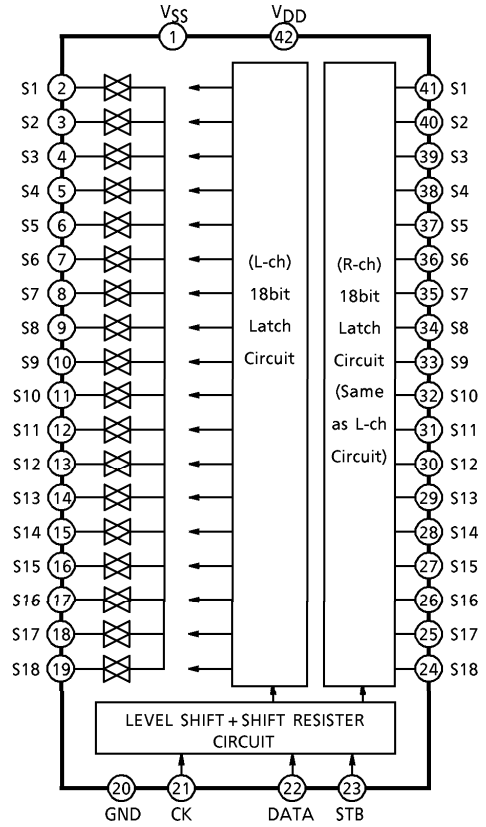 VSS VDD
1 42
S1 2 41 S1
S2 3 40 S2
S3 4 39 S3
S4 5 38 S4
S5 6 37 S5
S6 7 36 S6
S7 8 35 S7
S8 9 34 S8
S9 10 33 S9
S10 11 32 S10
S11 12 31 S11
S12 13 30 S12
S13 14 29 S13
S14 15 28 S14
S15 16 27 S15
S16 17 26 S16
S17 18 25 S17
S18 19 24 S18
(L-ch)
18bit
Latch
Circuit
(R-ch)
18bit
Latch
Circuit
(Same
as L-ch
Circuit)
LEVEL SHIFT + SHIFT RESISTER
CIRCUIT
20 21 22 23
GND CK DATA STB